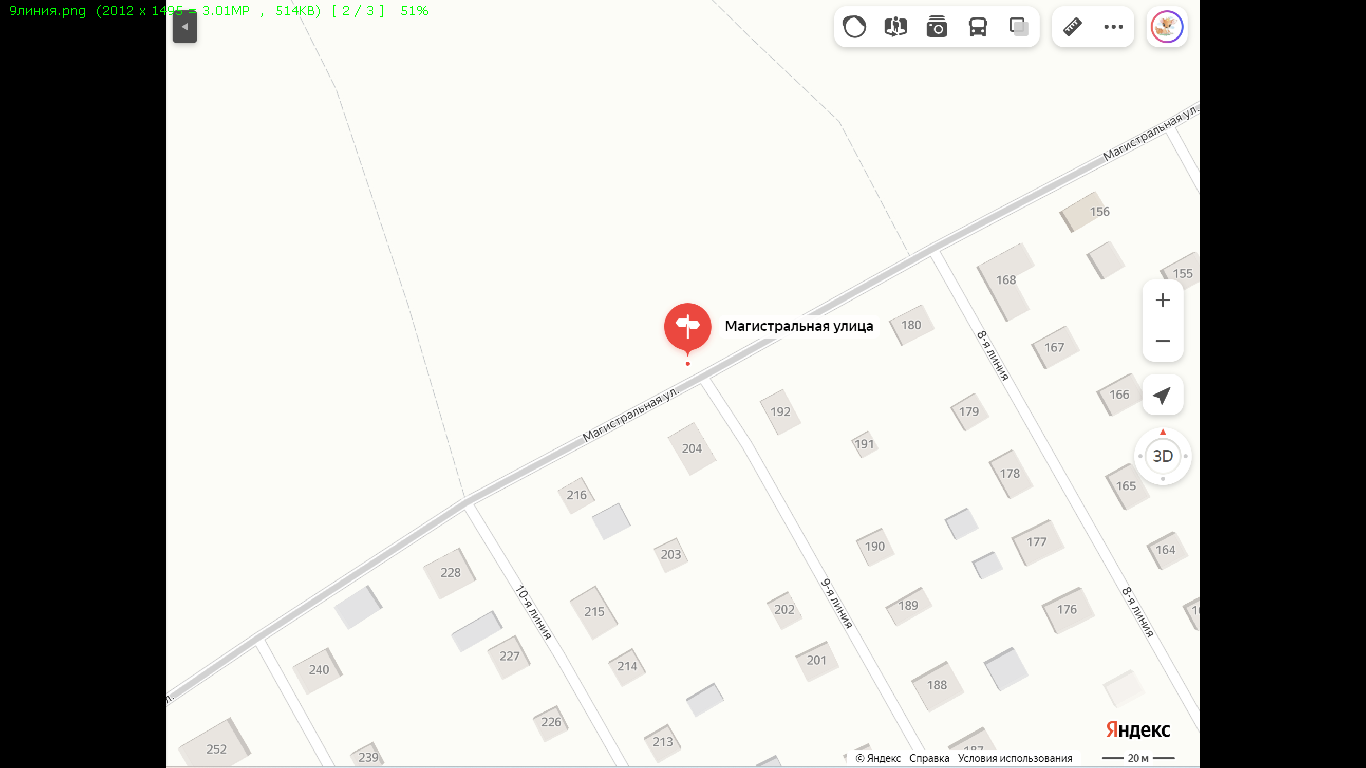 9линия.png (2012 x 1495 = 3.01MP , 514KB) [ 2 / 3 ] 51%
Магистральная ул.
156
155
168
Магистральная улица
180
8-я линия
167
166
Магистральная ул.
192
179
191
204
3D
178
165
216
190
177
164
203
228
10-я линия
215
9-я линия
202
189
176
8-я линия
227
214
201
240
188
226
213
252
239
187
Яндекс
© Яндекс Справка Условия использования
20 м